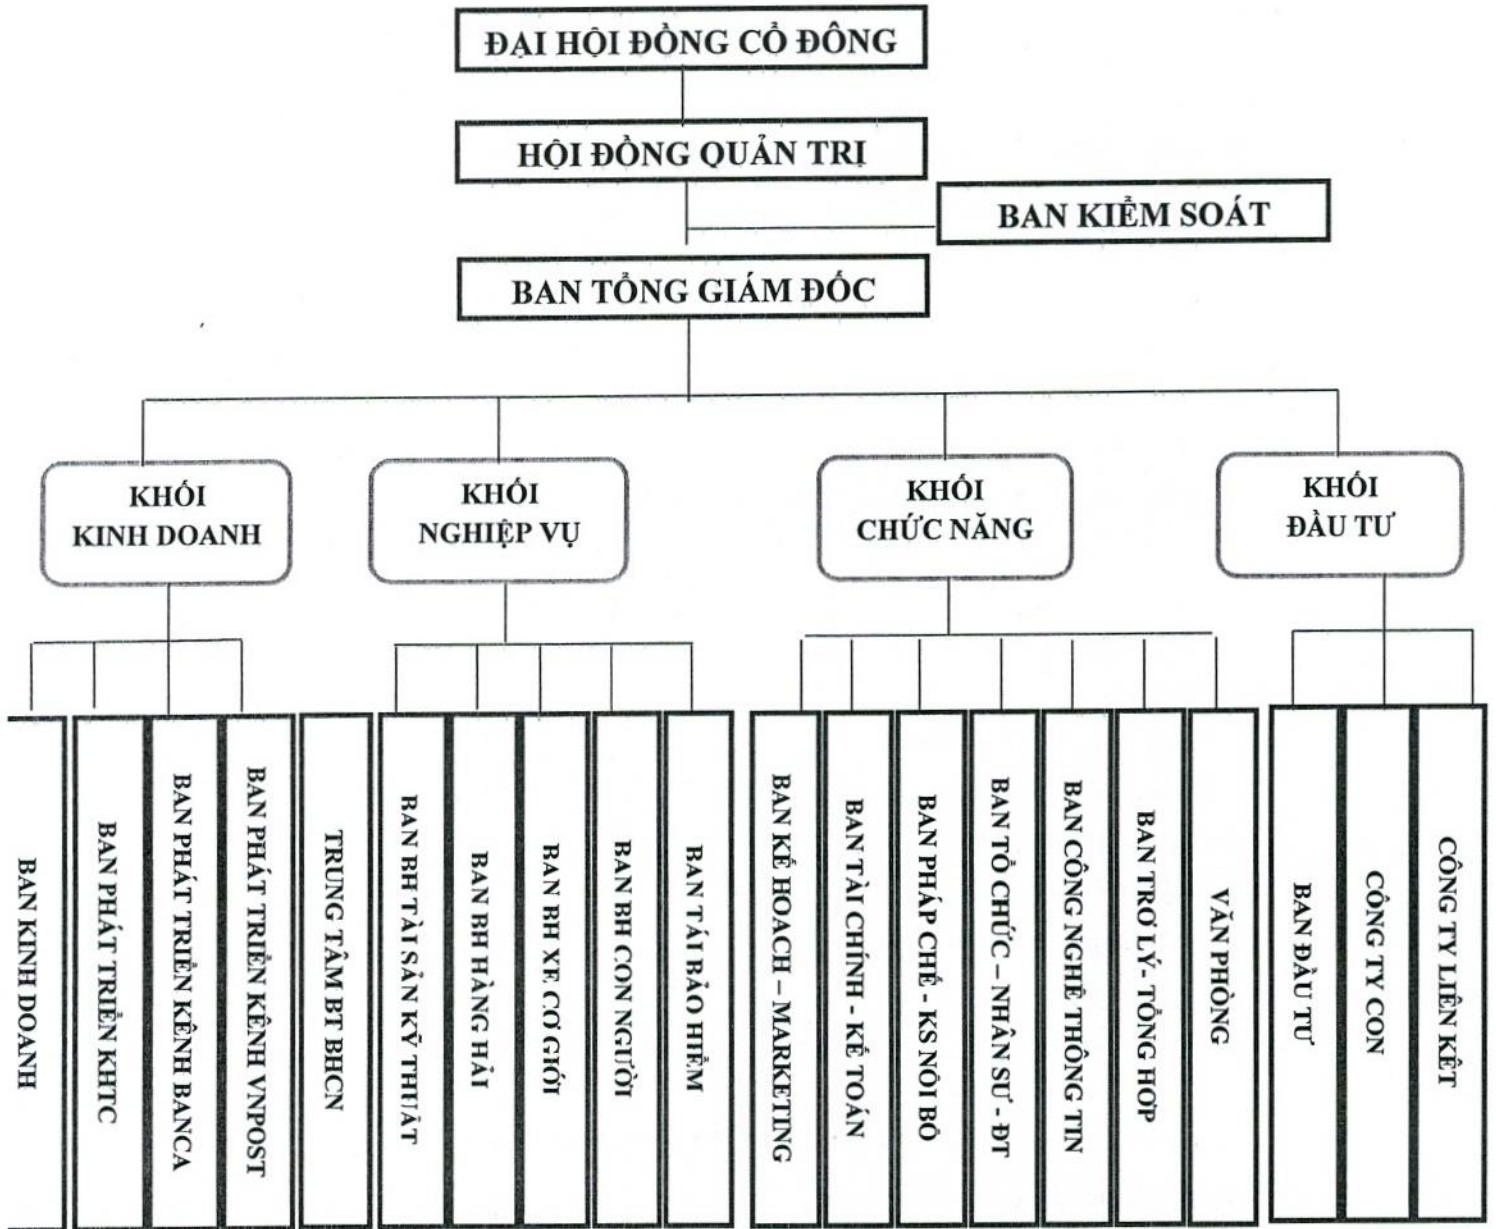 ĐẠI HỘI ĐỒNG CỔ ĐÔNG
HỘI ĐỒNG QUẢN TRỊ
BAN KIỂM SOÁT
BAN TỔNG GIÁM ĐỐC
KHỐI
KINH DOANH
KHỐI
NGHIỆP VỤ
KHỐI
CHỨC NĂNG
KHỐI
ĐẦU TƯ
BAN KINH DOANH
BAN PHÁT TRIỂN KHTC
BAN PHÁT TRIỂN KÊNH BANCA
BAN PHÁT TRIỂN KÊNH VNPOST
TRUNG TÂM BT BHCN
BAN BH TÀI SẢN KỸ THUẬT
BAN BH HÀNG HẢI
BAN BH XE CƠ GIỚI
BAN BH CON NGƯỜI
BAN TÁI BẢO HIỂM
BAN KẾ HOẠCH – MARKETING
BAN TÀI CHÍNH - KẾ TOÁN
BAN PHÁP CHẾ - KS NỘI BỘ
BAN TỔ CHỨC – NHÂN SỰ - ĐT
BAN CÔNG NGHỆ THÔNG TIN
BAN TRỢ LÝ- TỔNG HỢP
VĂN PHÒNG
BAN ĐẦU TƯ
CÔNG TY CON
CÔNG TY LIÊN KẾT